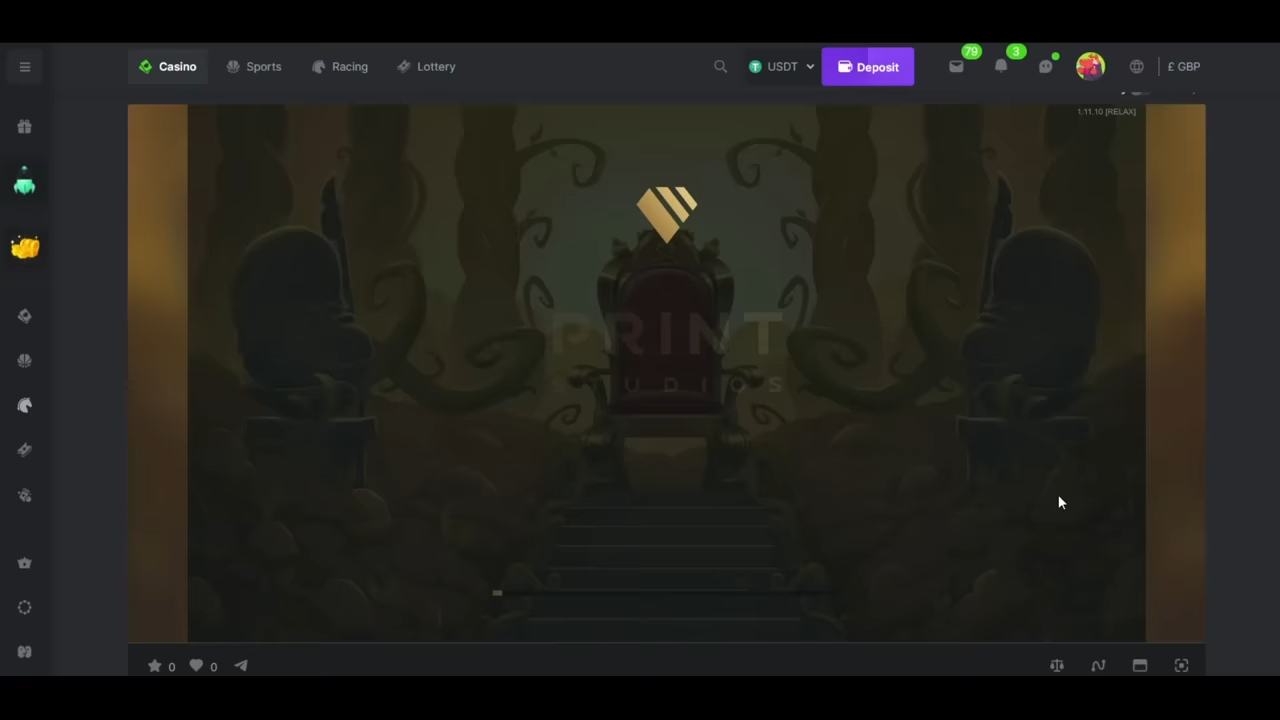 Casino Sports Racing Lottery USDT Deposit 79 3 £ GBP
1.11.10 [RELAX]
PRINT
STUDIOS
0 0